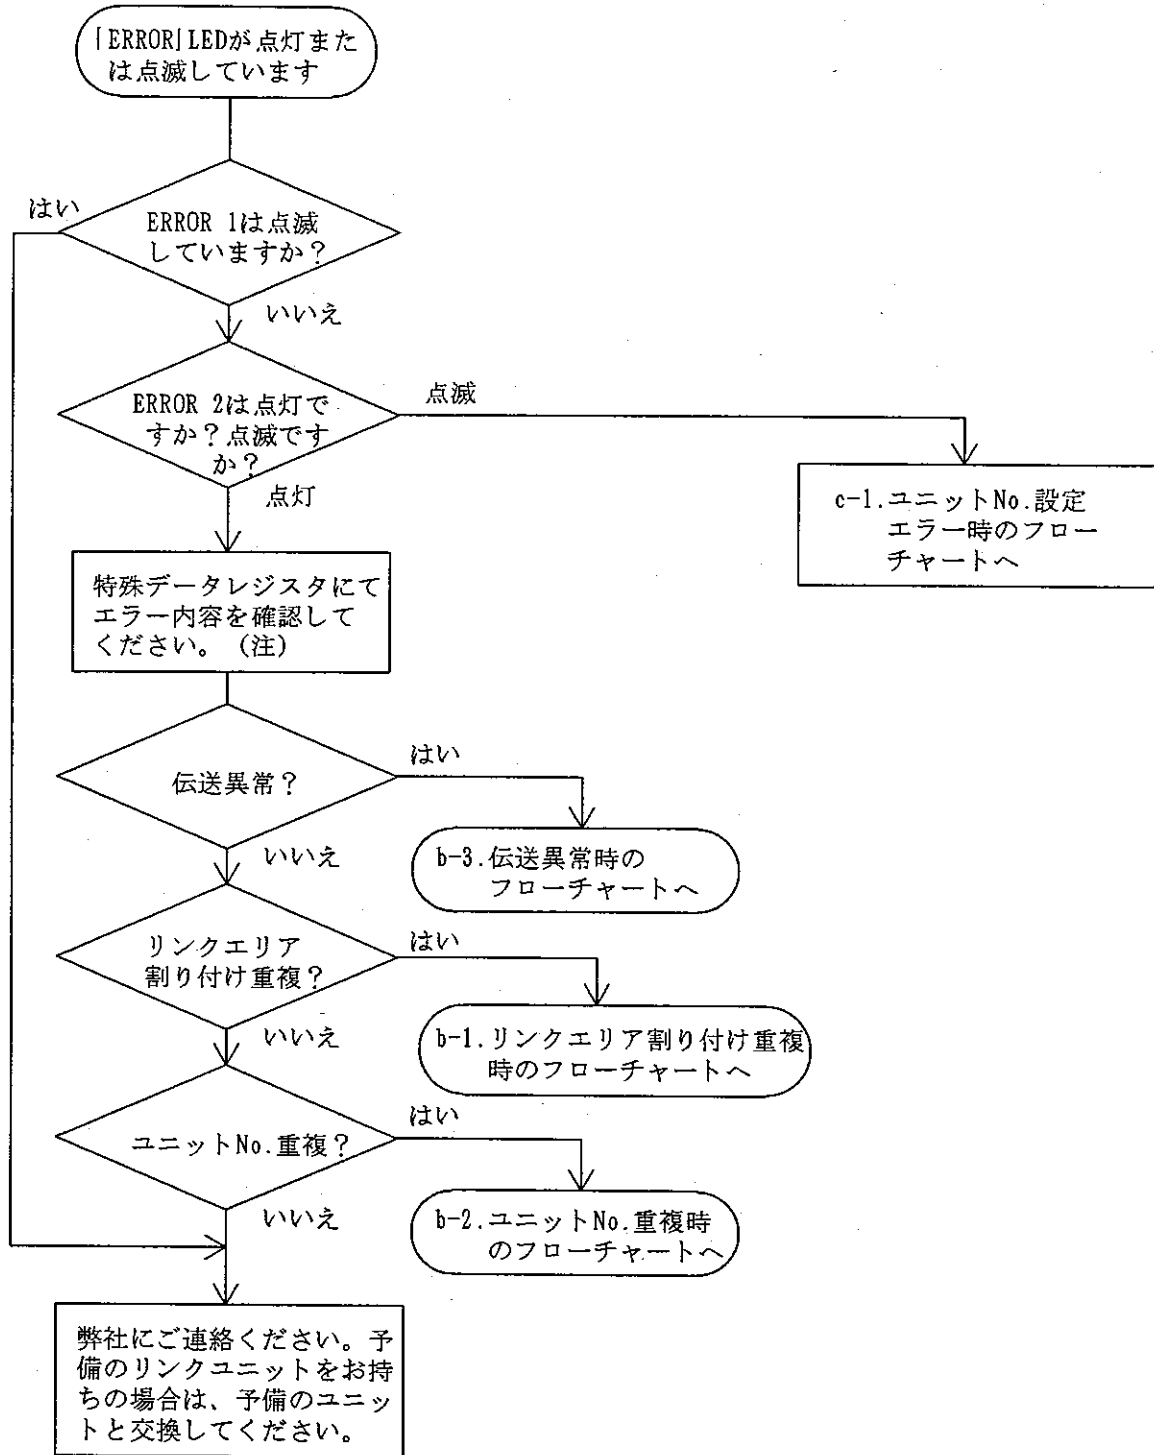 「ERROR」LEDが点灯また
は点滅しています
はい
ERROR 1は点滅
していますか？
いいえ
ERROR 2は点灯で
すか？点滅です
か？
点滅
点灯
c-1.ユニットNo.設定
エラー時のフロー
チャートへ
特殊データレジスタにて
エラー内容を確認して
ください。（注）
伝送異常？
はい
いいえ
b-3.伝送異常時の
フローチャートへ
リンクエリア
割り付け重複？
はい
いいえ
b-1.リンクエリア割り付け重複
時のフローチャートへ
ユニットNo.重複？
はい
いいえ
b-2.ユニットNo.重複時
のフローチャートへ
弊社にご連絡ください。予
備のリンクユニットをお持
ちの場合は、予備のユニッ
トと交換してください。